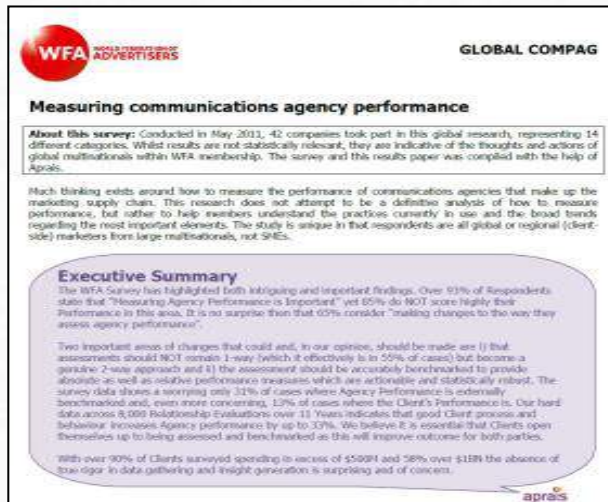 WFA WORLD FEDERATION OF
ADVERTISERS
GLOBAL COMPAG
Measuring communications agency performance
About this survey: Conducted in May 2011, 42 companies took part in this global research, representing 14
different categories. Whilst results are not statistically relevant, they are indicative of the thoughts and actions of
global multinationals within WFA membership. The survey and this results paper was compiled with the help of
Aprais.
Much thinking exists around how to measure the performance of communications agencies that make up the
marketing supply chain. This research does not attempt to be a definitive analysis of how to measure
performance, but rather to help members understand the practices currently in use and the broad trends
regarding the most important elements. The study is unique in that respondents are all global or regional (client-
side) marketers from large multinationals, not SMEs.
Executive Summary
The WFA Survey has highlighted both intriguing and important findings. Over 93% of Respondents
state that "Measuring Agency Performance is Important" yet 85% do NOT score highly their
Performance in this area. It is no surprise then that 65% consider "making changes to the way they
assess agency performance".
Two important areas of changes that could and, in our opinion, should be made are i) that
assessments should NOT remain 1-way (which it effectively is in 55% of cases) but become a
genuine 2-way approach and ii) the assessment should be accurately benchmarked to provide
absolute as well as relative performance measures which are actionable and statistically robust. The
survey data shows a worrying only 31% of cases where Agency Performance is externally
benchmarked and, even more concerning, 13% of cases where the Client's Performance is. Our hard
data across 8,000 Relationship Evaluations over 11 Years indicates that good Client process and
behaviour increases Agency performance by up to 33%. We believe it is essential that Clients open
themselves up to being assessed and benchmarked as this will improve outcome for both parties.
With over 90% of Clients surveyed spending in excess of $500M and 58% over $1BN the absence of
true rigor in data gathering and insight generation is surprising and of concern.
aprais